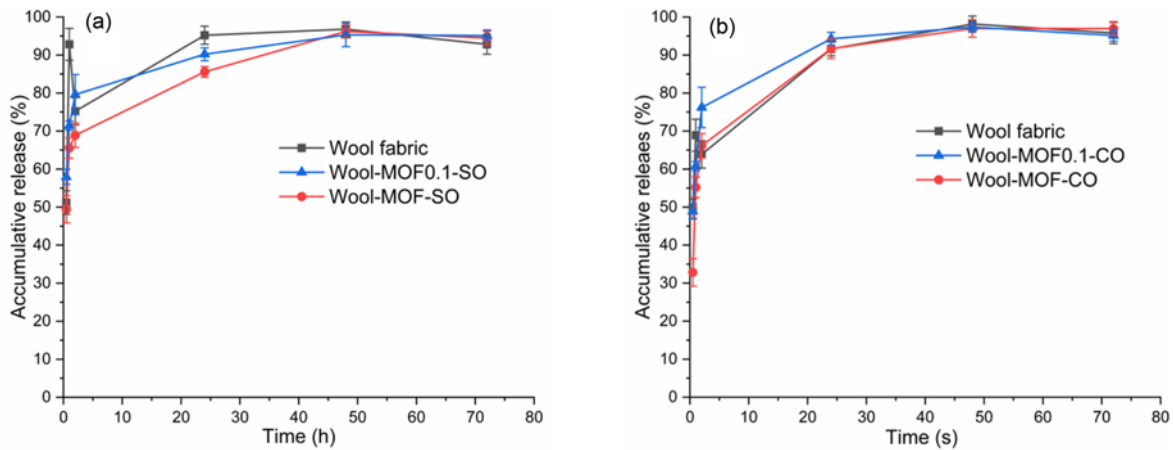 (a)
Accumulative release (%)
100
90
80
70
60
50
40
30
20
10
0
Wool fabric
Wool-MOF0.1-SO
Wool-MOF-SO
0 10 20 30 40 50 60 70 80
Time (h)
(b)
Accumulative releaes (%)
100
90
80
70
60
50
40
30
20
10
0
Wool fabric
Wool-MOF0.1-CO
Wool-MOF-CO
0 10 20 30 40 50 60 70 80
Time (s)